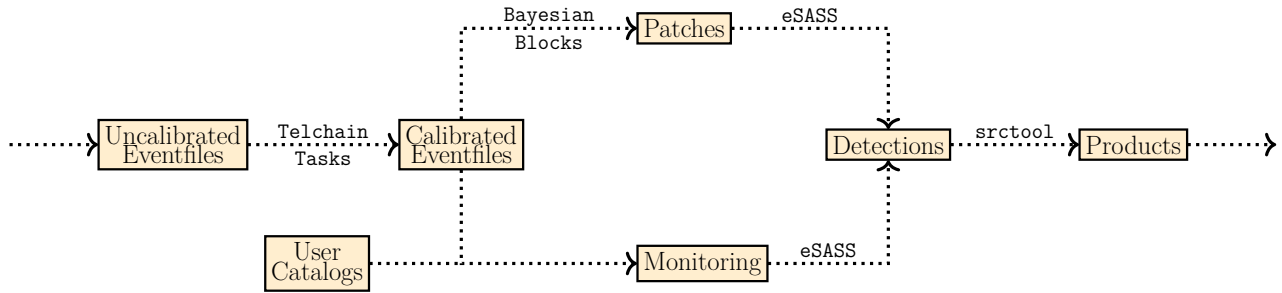 Bayesian
Blocks
Patches
eSASS
Uncalibrated
Eventfiles
Telchain
Tasks
Calibrated
Eventfiles
Detections
srctool
Products
User
Catalogs
Monitoring
eSASS